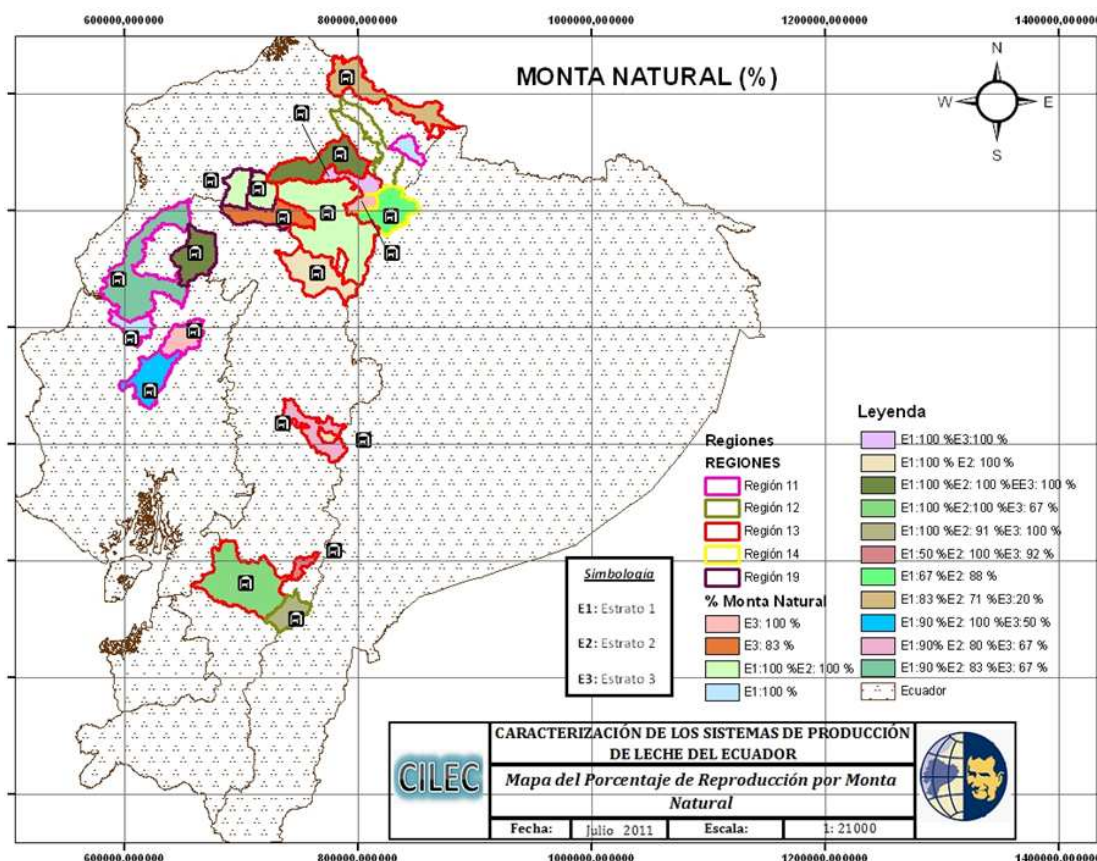 600000,000000 800000,000000 1000000,000000 1200000,000000 1400000,000000
MONTA NATURAL (%)
N
W E
S
Regiones
REGIONES
Región 11
Región 12
Región 13
Región 14
Región 19
% Monta Natural
E3: 100 %
E3: 83 %
E1:100 %E2: 100 %
E1:100 %
Leyenda
E1:100 %E3:100 %
E1:100 % E2: 100 %
E1:100 %E2: 100 %EE3: 100 %
E1:100 %E2:100 %E3: 67 %
E1:100 %E2: 91 %E3: 100 %
E1:50 %E2: 100 %E3: 92 %
E1:67 %E2: 88 %
E1:83 %E2: 71 %E3:20 %
E1:90 %E2: 100 %E3:50 %
E1:90% E2: 80 %E3: 67 %
E1:90 %E2: 83 %E3: 67 %
Ecuador
Simbología
E1: Estrato 1
E2: Estrato 2
E3: Estrato 3
CILEC
CARACTERIZACIÓN DE LOS SISTEMAS DE PRODUCCIÓN
DE LECHE DEL ECUADOR
Mapa del Porcentaje de Reproducción por Monta
Natural
Fecha: Julio 2011 Escala: 1: 21000
600000,000000 800000,000000 1000000,000000 1200000,000000 1400000,000000